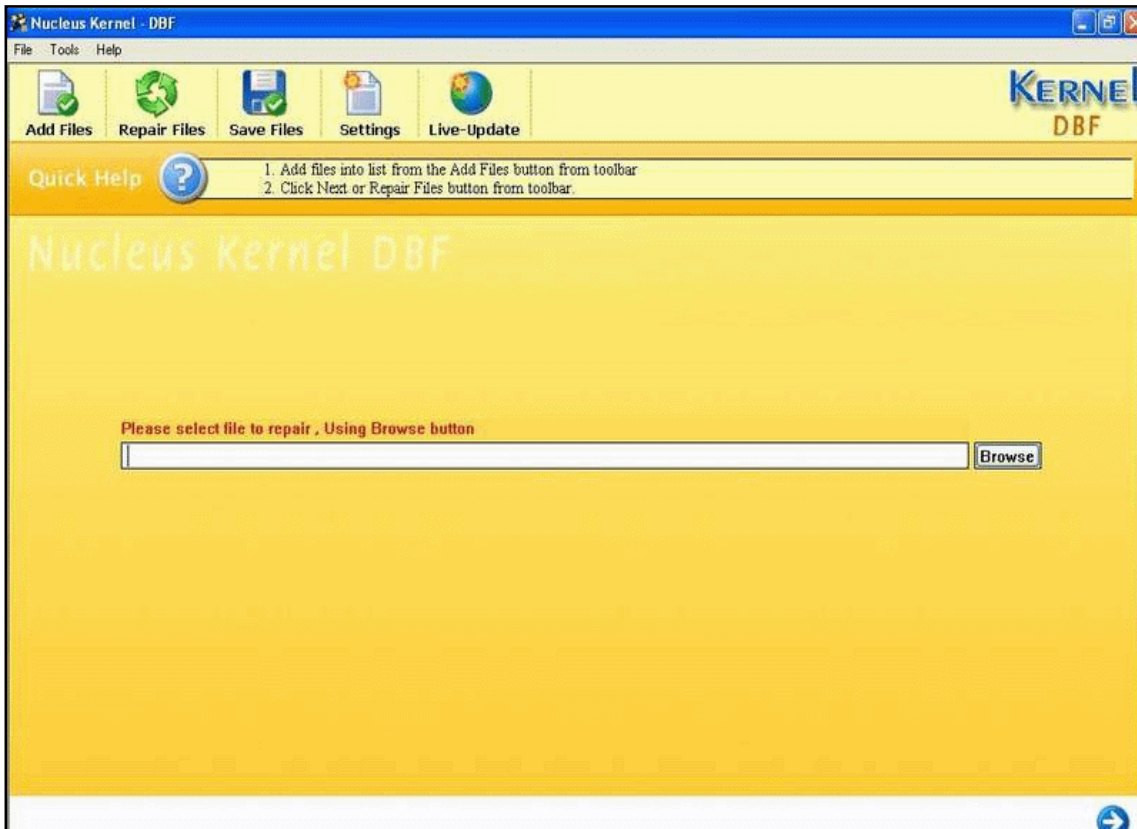 Nucleus Kernel - DBF
File Tools Help
Add Files Repair Files Save Files Settings Live-Update
KERNEL
DBF
Quick Help
1. Add files into list from the Add Files button from toolbar
2. Click Next or Repair Files button from toolbar.
Nucleus Kernel DBF
Please select file to repair , Using Browse button
Browse